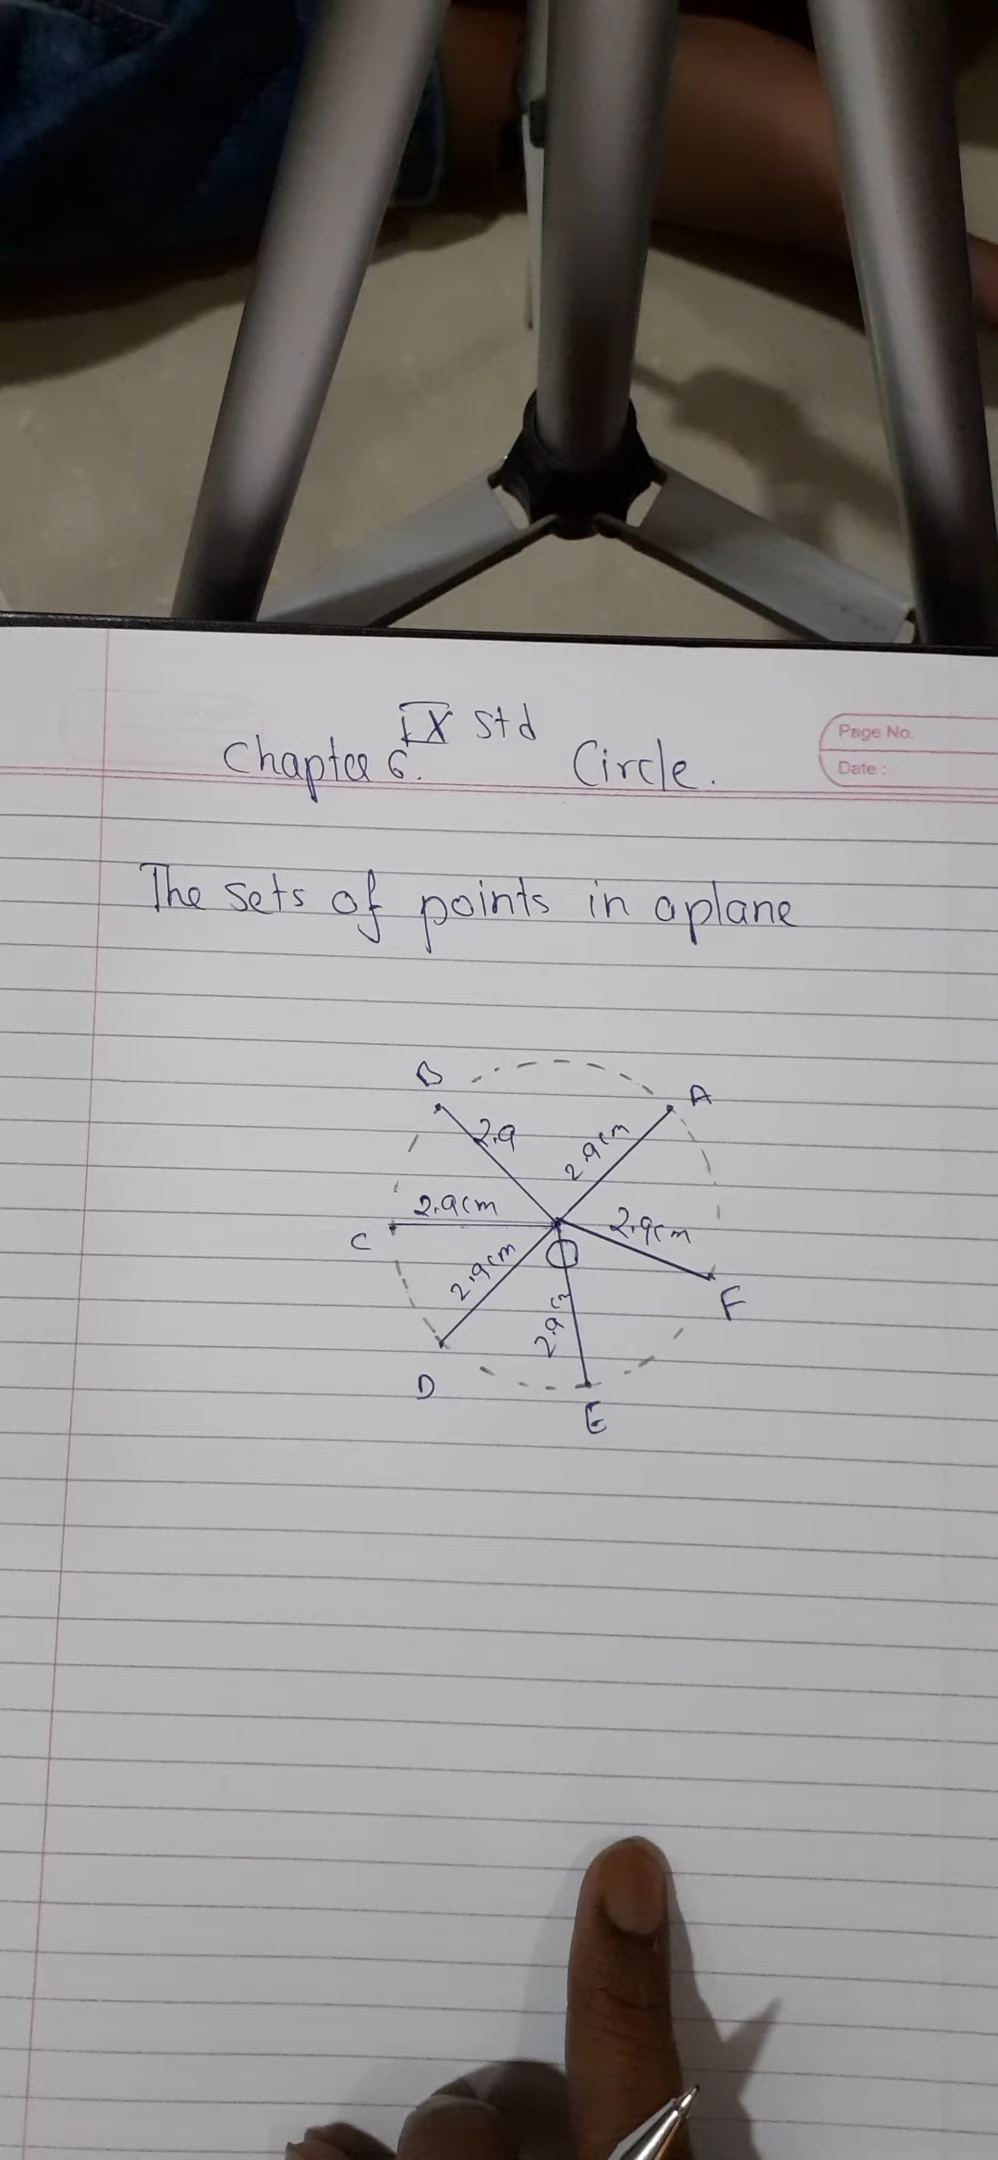 IX std
Chapter 6. Circle.
Page No.
Date :
The sets of points in a plane
B
A
2.9
2.9cm
2.9cm
2.9cm
C
O
2.9cm
2.9cm
F
D
E